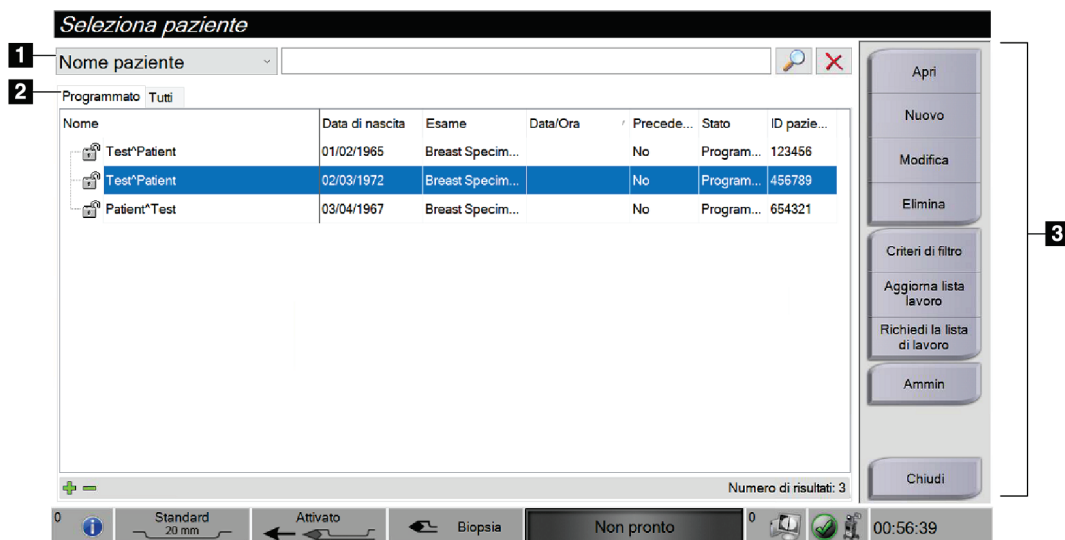 Seleziona paziente
1
Nome paziente
2
Programmato Tutti
Nome Data di nascita Esame Data/Ora Precede... Stato ID pazie...
Test^Patient 01/02/1965 Breast Specim... No Program... 123456
Test^Patient 02/03/1972 Breast Specim... No Program... 456789
Patient^Test 03/04/1967 Breast Specim... No Program... 654321
Numero di risultati: 3
Apri
Nuovo
Modifica
Elimina
Criteri di filtro
Aggiorna lista
lavoro
Richiedi la lista
di lavoro
Ammin
Chiudi
3
0 Standard
20 mm
Attivato
Biopsia
Non pronto
0
00:56:39